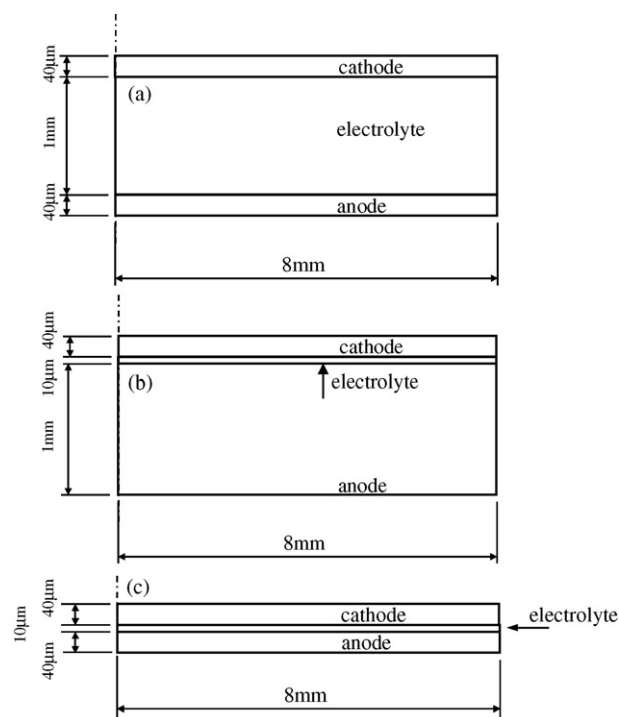 40μm
cathode
(a)
1mm
electrolyte
40μm
anode
8mm
40μm
cathode
10μm
(b)
electrolyte
1mm
anode
8mm
(c)
40μm
cathode
electrolyte
10μm
40μm
anode
8mm